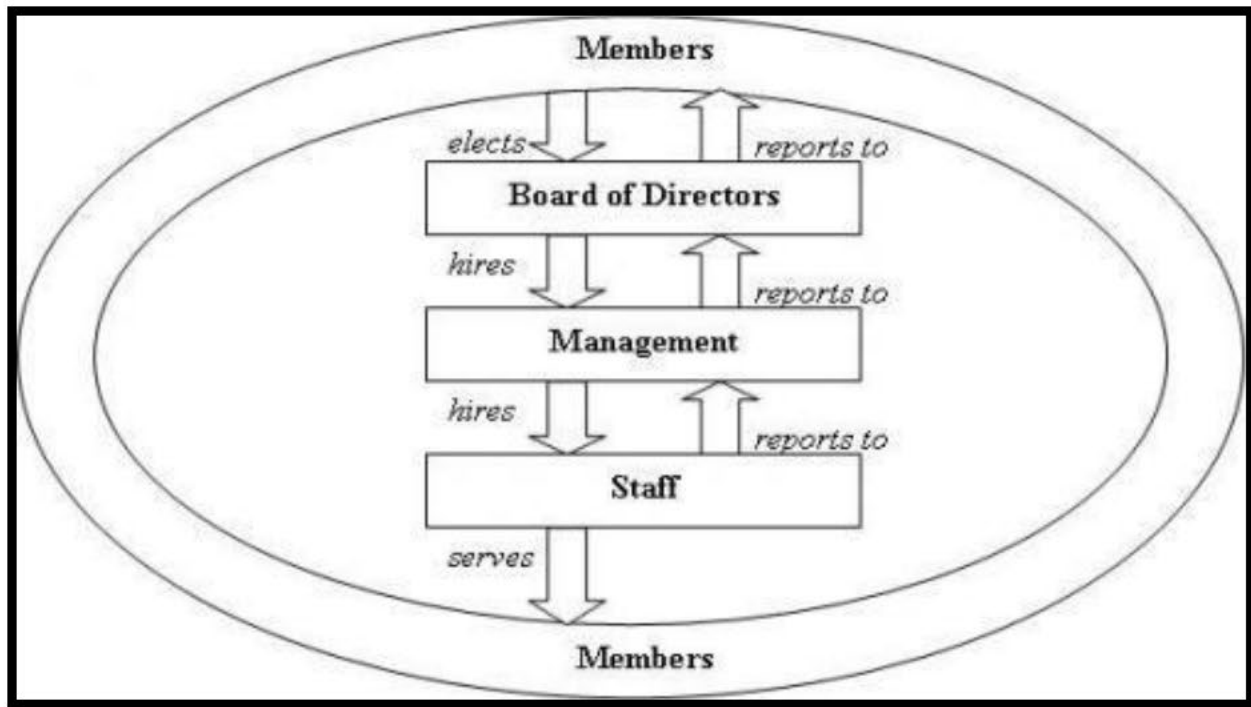 Members
elects
reports to
Board of Directors
hires
reports to
Management
hires
reports to
Staff
serves
Members